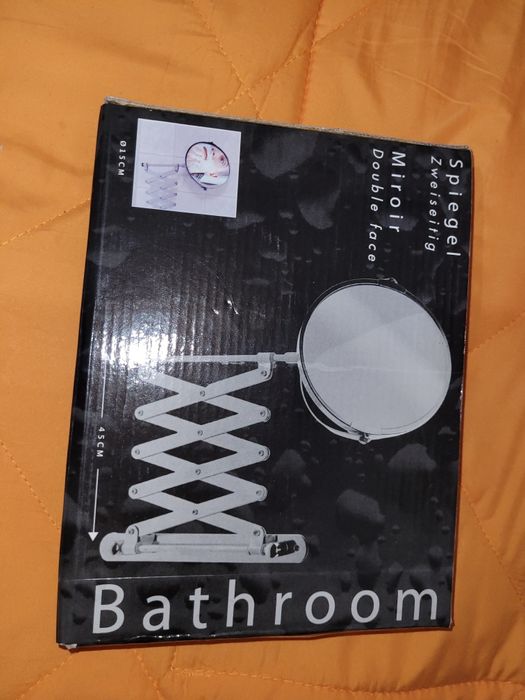 Spiegel
Zweiseitig
Miroir
Double face
Ø15CM
45CM
Bathroom